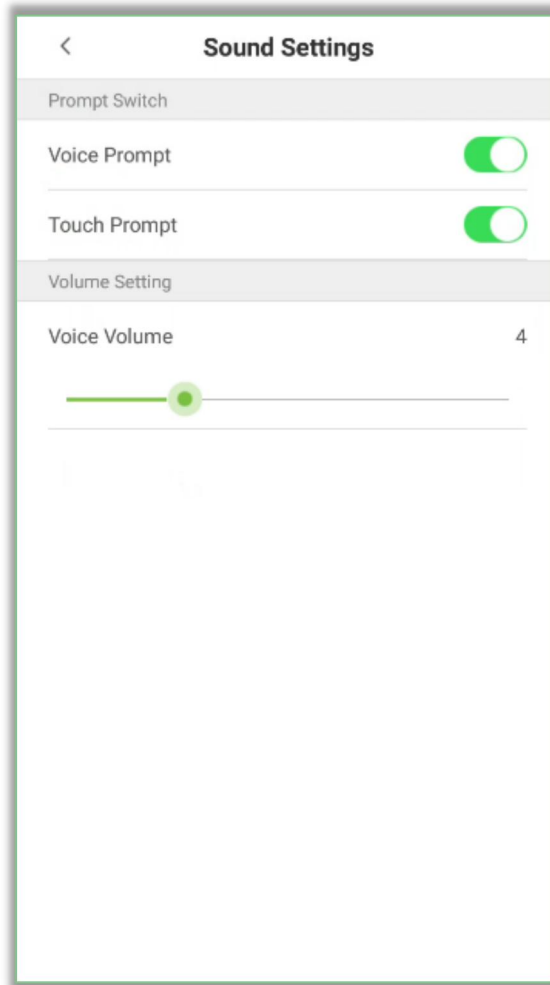 Sound Settings
Prompt Switch
Voice Prompt
Touch Prompt
Volume Setting
Voice Volume 4